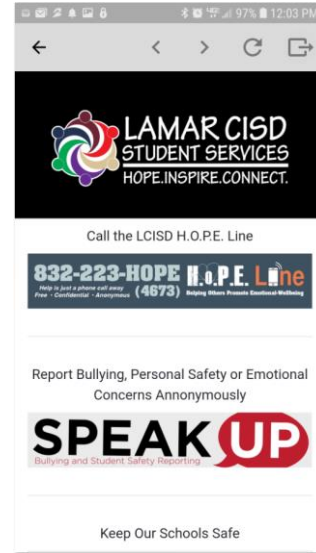 97% 12:03 PM
LAMAR CISD
STUDENT SERVICES
HOPE.INSPIRE.CONNECT.
Call the LCISD H.O.P.E. Line
832-223-HOPE
Help is just a phone call away
Free - Confidential - Anonymous (4673)
H.o.P.E. Line
Helping Others Promote Emotional-Wellbeing
Report Bullying, Personal Safety or Emotional
Concerns Annonymously
SPEAK UP
Bullying and Student Safety Reporting
Keep Our Schools Safe